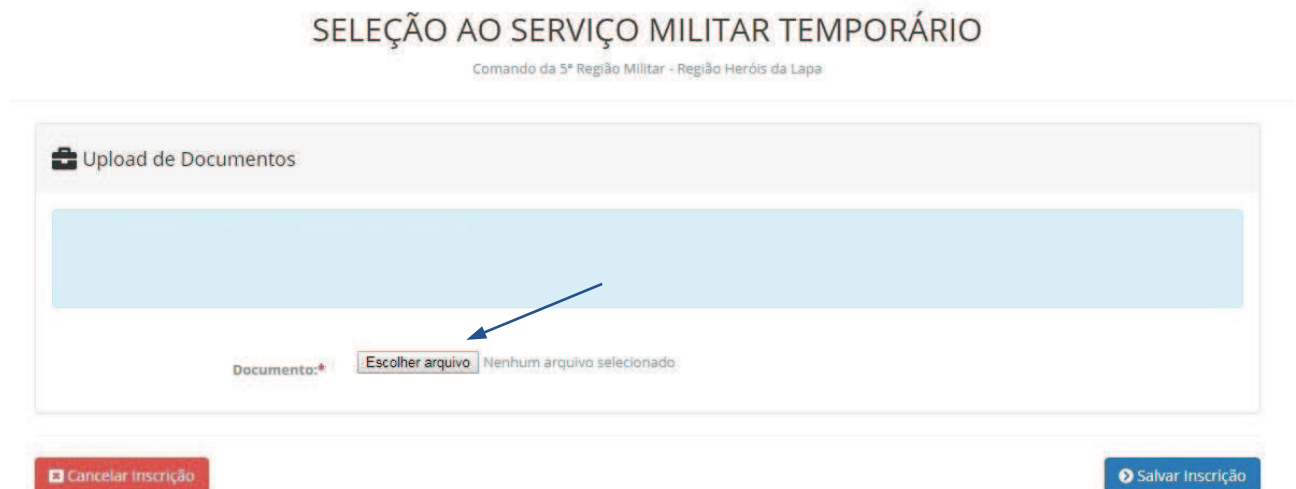 SELEÇÃO AO SERVIÇO MILITAR TEMPORÁRIO
Comando da 5ª Região Militar - Região Heróis da Lapa
Upload de Documentos
Documento:* Escolher arquivo Nenhum arquivo selecionado
Cancelar Inscrição Salvar Inscrição